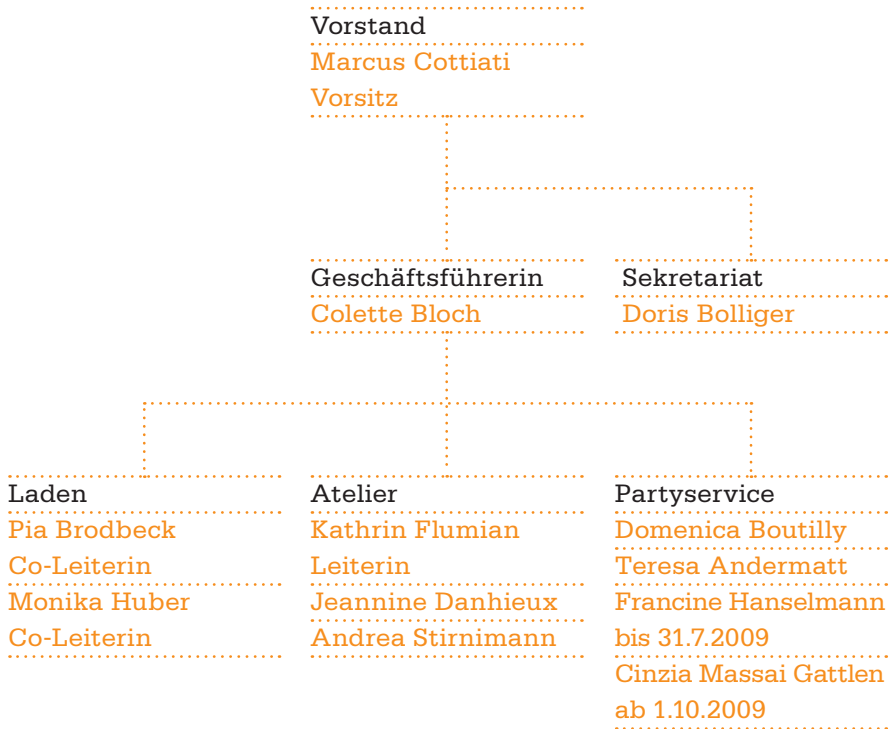 Vorstand
Marcus Cottiati
Vorsitz
Geschäftsführerin
Colette Bloch
Sekretariat
Doris Bolliger
Laden
Pia Brodbeck
Co-Leiterin
Monika Huber
Co-Leiterin
Atelier
Kathrin Flumian
Leiterin
Jeannine Danhieux
Andrea Stirnimann
Partyservice
Domenica Boutilly
Teresa Andermatt
Francine Hanselmann
bis 31.7.2009
Cinzia Massai Gattlen
ab 1.10.2009